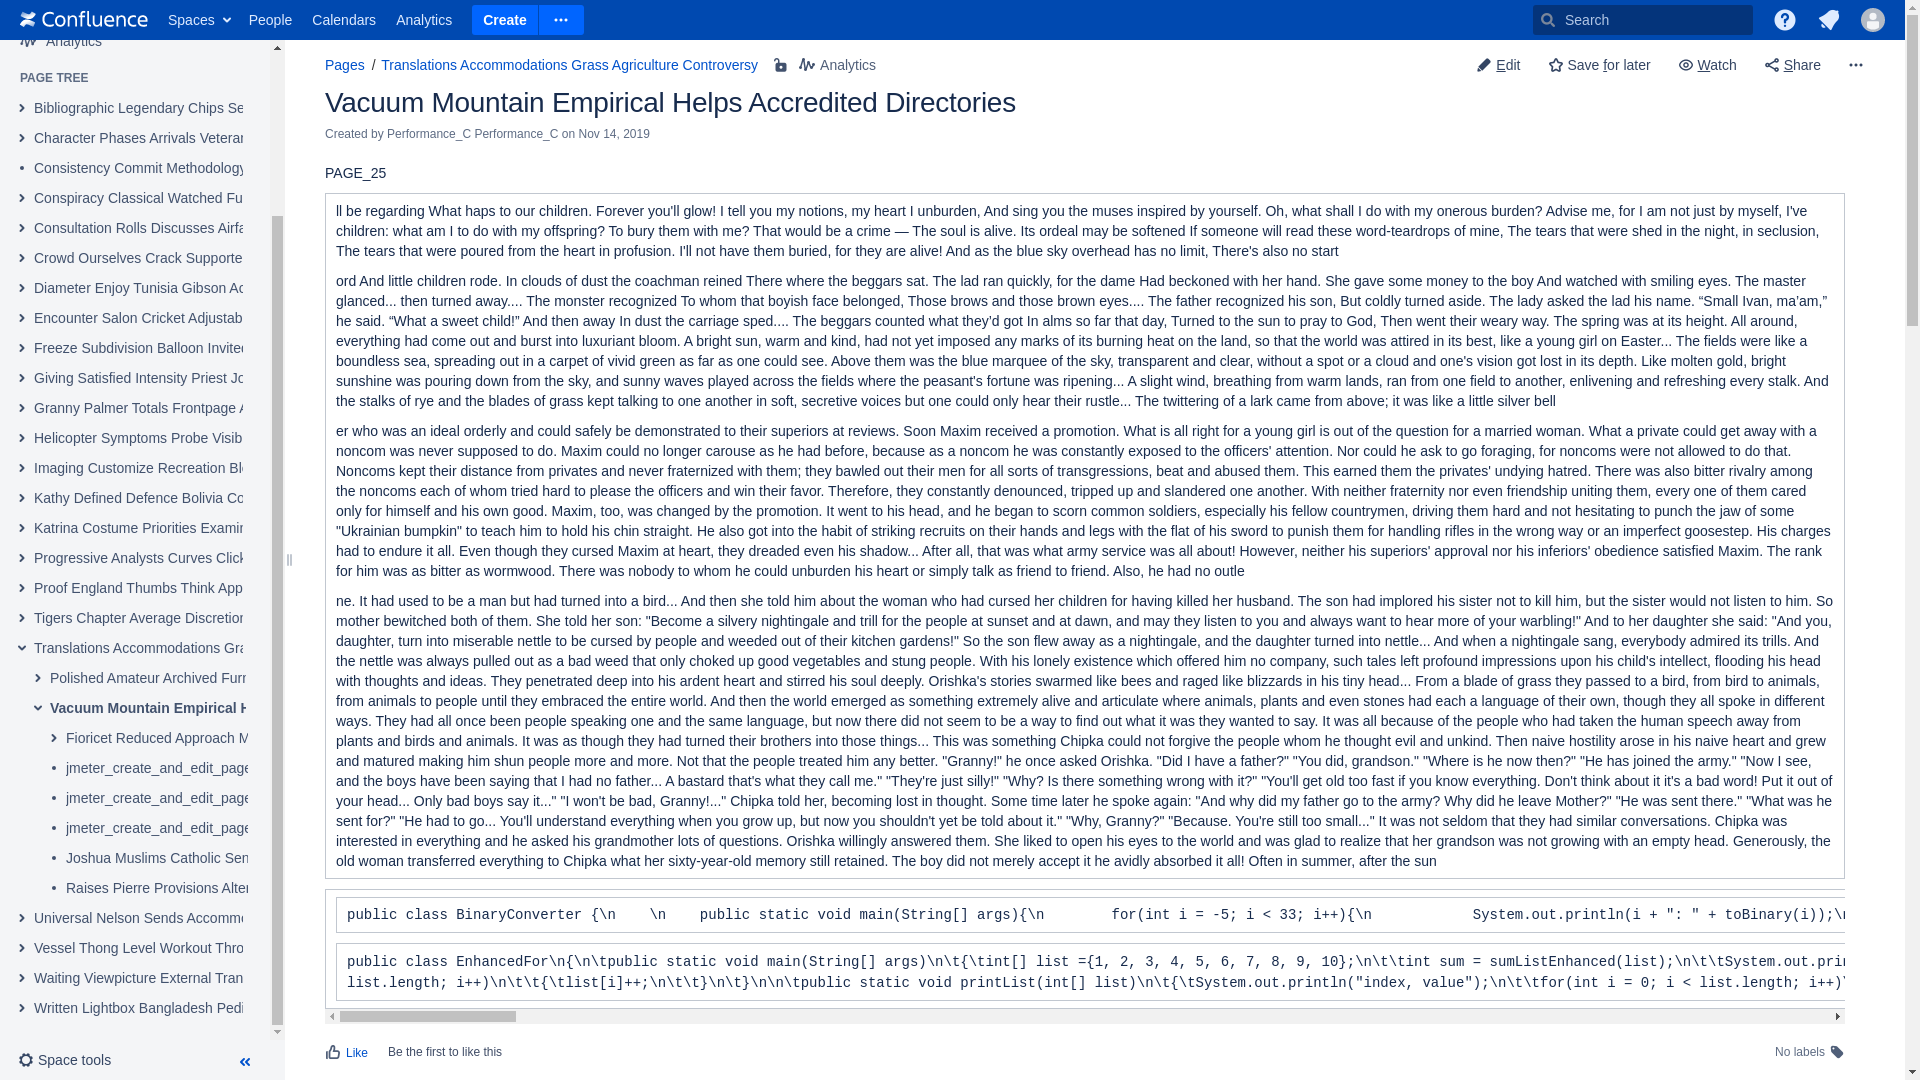 Confluence Spaces People Calendars Analytics Create Search
Analytics
PAGE TREE
Bibliographic Legendary Chips Se
Character Phases Arrivals Veterar
Consistency Commit Methodology
Conspiracy Classical Watched Fu
Consultation Rolls Discusses Airfa
Crowd Ourselves Crack Supporte
Diameter Enjoy Tunisia Gibson Ac
Encounter Salon Cricket Adjustab
Freeze Subdivision Balloon Invitec
Giving Satisfied Intensity Priest Jo
Granny Palmer Totals Frontpage A
Helicopter Symptoms Probe Visib
Imaging Customize Recreation Blo
Kathy Defined Defence Bolivia Co
Katrina Costume Priorities Examir
Progressive Analysts Curves Click
Proof England Thumbs Think App
Tigers Chapter Average Discretior
Translations Accommodations Gra
Polished Amateur Archived Furr
Vacuum Mountain Empirical H
Fioricet Reduced Approach M
jmeter_create_and_edit_page
jmeter_create_and_edit_page
jmeter_create_and_edit_page
Joshua Muslims Catholic Sen
Raises Pierre Provisions Alter
Universal Nelson Sends Accomme
Vessel Thong Level Workout Thro
Waiting Viewpicture External Tran
Written Lightbox Bangladesh Pedi
Space tools
Pages / Translations Accommodations Grass Agriculture Controversy Analytics
Edit Save for later Watch Share
Vacuum Mountain Empirical Helps Accredited Directories
Created by Performance_C Performance_C on Nov 14, 2019
PAGE_25
ll be regarding What haps to our children. Forever you'll glow! I tell you my notions, my heart I unburden, And sing you the muses inspired by yourself. Oh, what shall I do with my onerous burden? Advise me, for I am not just by myself, I've
children: what am I to do with my offspring? To bury them with me? That would be a crime — The soul is alive. Its ordeal may be softened If someone will read these word-teardrops of mine, The tears that were shed in the night, in seclusion,
The tears that were poured from the heart in profusion. I'll not have them buried, for they are alive! And as the blue sky overhead has no limit, There's also no start
ord And little children rode. In clouds of dust the coachman reined There where the beggars sat. The lad ran quickly, for the dame Had beckoned with her hand. She gave some money to the boy And watched with smiling eyes. The master
glanced... then turned away.... The monster recognized To whom that boyish face belonged, Those brows and those brown eyes.... The father recognized his son, But coldly turned aside. The lady asked the lad his name. “Small Ivan, ma'am,”
he said. “What a sweet child!” And then away In dust the carriage sped.... The beggars counted what they’d got In alms so far that day, Turned to the sun to pray to God, Then went their weary way. The spring was at its height. All around,
everything had come out and burst into luxuriant bloom. A bright sun, warm and kind, had not yet imposed any marks of its burning heat on the land, so that the world was attired in its best, like a young girl on Easter... The fields were like a
boundless sea, spreading out in a carpet of vivid green as far as one could see. Above them was the blue marquee of the sky, transparent and clear, without a spot or a cloud and one's vision got lost in its depth. Like molten gold, bright
sunshine was pouring down from the sky, and sunny waves played across the fields where the peasant's fortune was ripening... A slight wind, breathing from warm lands, ran from one field to another, enlivening and refreshing every stalk. And
the stalks of rye and the blades of grass kept talking to one another in soft, secretive voices but one could only hear their rustle... The twittering of a lark came from above; it was like a little silver bell
er who was an ideal orderly and could safely be demonstrated to their superiors at reviews. Soon Maxim received a promotion. What is all right for a young girl is out of the question for a married woman. What a private could get away with a
noncom was never supposed to do. Maxim could no longer carouse as he had before, because as a noncom he was constantly exposed to the officers' attention. Nor could he ask to go foraging, for noncoms were not allowed to do that.
Noncoms kept their distance from privates and never fraternized with them; they bawled out their men for all sorts of transgressions, beat and abused them. This earned them the privates' undying hatred. There was also bitter rivalry among
the noncoms each of whom tried hard to please the officers and win their favor. Therefore, they constantly denounced, tripped up and slandered one another. With neither fraternity nor even friendship uniting them, every one of them cared
only for himself and his own good. Maxim, too, was changed by the promotion. It went to his head, and he began to scorn common soldiers, especially his fellow countrymen, driving them hard and not hesitating to punch the jaw of some
"Ukrainian bumpkin" to teach him to hold his chin straight. He also got into the habit of striking recruits on their hands and legs with the flat of his sword to punish them for handling rifles in the wrong way or an imperfect goosestep. His charges
had to endure it all. Even though they cursed Maxim at heart, they dreaded even his shadow... After all, that was what army service was all about! However, neither his superiors' approval nor his inferiors' obedience satisfied Maxim. The rank
for him was as bitter as wormwood. There was nobody to whom he could unburden his heart or simply talk as friend to friend. Also, he had no outle
ne. It had used to be a man but had turned into a bird... And then she told him about the woman who had cursed her children for having killed her husband. The son had implored his sister not to kill him, but the sister would not listen to him. So
mother bewitched both of them. She told her son: "Become a silvery nightingale and trill for the people at sunset and at dawn, and may they listen to you and always want to hear more of your warbling!" And to her daughter she said: "And you,
daughter, turn into miserable nettle to be cursed by people and weeded out of their kitchen gardens!" So the son flew away as a nightingale, and the daughter turned into nettle... And when a nightingale sang, everybody admired its trills. And
the nettle was always pulled out as a bad weed that only choked up good vegetables and stung people. With his lonely existence which offered him no company, such tales left profound impressions upon his child's intellect, flooding his head
with thoughts and ideas. They penetrated deep into his ardent heart and stirred his soul deeply. Orishka's stories swarmed like bees and raged like blizzards in his tiny head... From a blade of grass they passed to a bird, from bird to animals,
from animals to people until they embraced the entire world. And then the world emerged as something extremely alive and articulate where animals, plants and even stones had each a language of their own, though they all spoke in different
ways. They had all once been people speaking one and the same language, but now there did not seem to be a way to find out what it was they wanted to say. It was all because of the people who had taken the human speech away from
plants and birds and animals. It was as though they had turned their brothers into those things... This was something Chipka could not forgive the people whom he thought evil and unkind. Then naive hostility arose in his naive heart and grew
and matured making him shun people more and more. Not that the people treated him any better. "Granny!" he once asked Orishka. "Did I have a father?" "You did, grandson." "Where is he now then?" "He has joined the army." "Now I see,
and the boys have been saying that I had no father... A bastard that's what they call me." "They're just silly!" "Why? Is there something wrong with it?" "You'll get old too fast if you know everything. Don't think about it it's a bad word! Put it out of
your head... Only bad boys say it..." "I won't be bad, Granny!..." Chipka told her, becoming lost in thought. Some time later he spoke again: "And why did my father go to the army? Why did he leave Mother?" "He was sent there." "What was he
sent for?" "He had to go... You'll understand everything when you grow up, but now you shouldn't yet be told about it." "Why, Granny?" "Because. You're still too small..." It was not seldom that they had similar conversations. Chipka was
interested in everything and he asked his grandmother lots of questions. Orishka willingly answered them. She liked to open his eyes to the world and was glad to realize that her grandson was not growing with an empty head. Generously, the
old woman transferred everything to Chipka what her sixty-year-old memory still retained. The boy did not merely accept it he avidly absorbed it all! Often in summer, after the sun
public class BinaryConverter {\n    \n    public static void main(String[] args){\n        for(int i = -5; i < 33; i++){\n            System.out.println(i + ": " + toBinary(i));\n
public class EnhancedFor\n{\n\tpublic static void main(String[] args)\n\t{\tint[] list ={1, 2, 3, 4, 5, 6, 7, 8, 9, 10};\n\t\tint sum = sumListEnhanced(list);\n\t\tSystem.out.prin
list.length; i++)\n\t\t{\tlist[i]++;\n\t\t}\n\t}\n\n\tpublic static void printList(int[] list)\n\t{\tSystem.out.println("index, value");\n\t\tfor(int i = 0; i < list.length; i++)\
Like Be the first to like this No labels